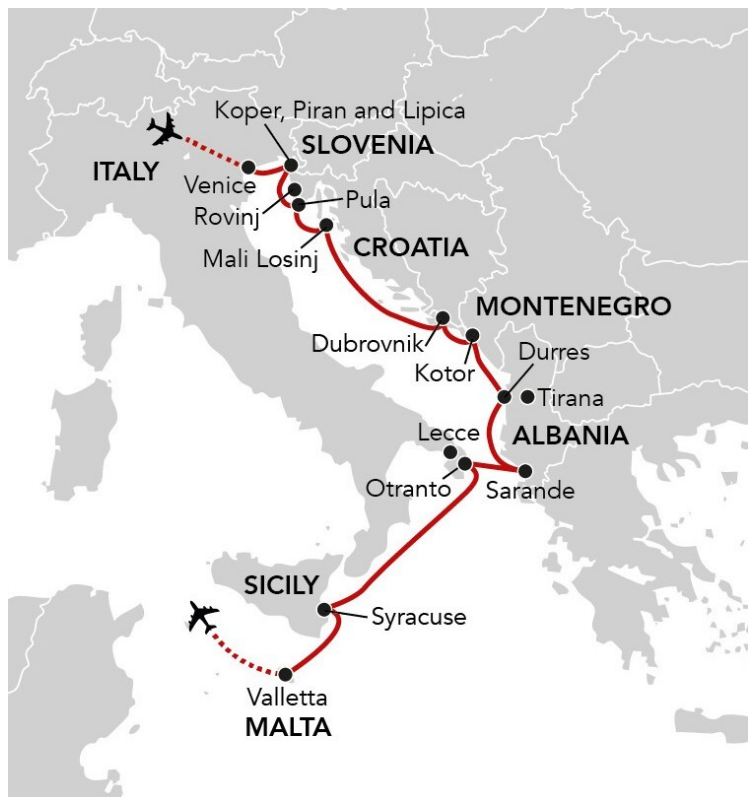 Koper, Piran and Lipica
SLOVENIA
ITALY
Venice
Rovinj
Pula
Mali Losinj
CROATIA
MONTENEGRO
Dubrovnik
Kotor
Durres
Tirana
Lecce
ALBANIA
Otranto
Sarande
SICILY
Syracuse
Valletta
MALTA